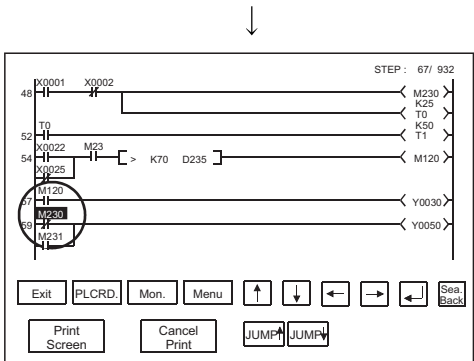 STEP : 67/ 932
X0001 X0002
48 M230
K25
T0
T0 K50
52 T1
X0022 M23
54 > K70 D235 M120
X0025
M120
57 Y0030
M230
59 Y0050
M231
Exit PLCRD. Mon. Menu ↑ ↓ ← → ↵ Sea. Back
Print Screen Cancel Print JUMP↑ JUMP↓